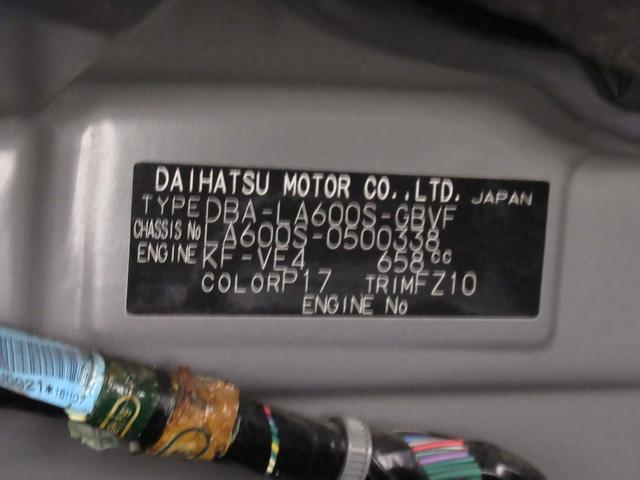 DAIHATSU MOTOR CO.,LTD. JAPAN
TYPE DBA-LA600S-GBVF
CHASSIS No LA600S-0500338
ENGINE KF-VE4 658cc
COLOR P17 TRIM FZ10
ENGINE No